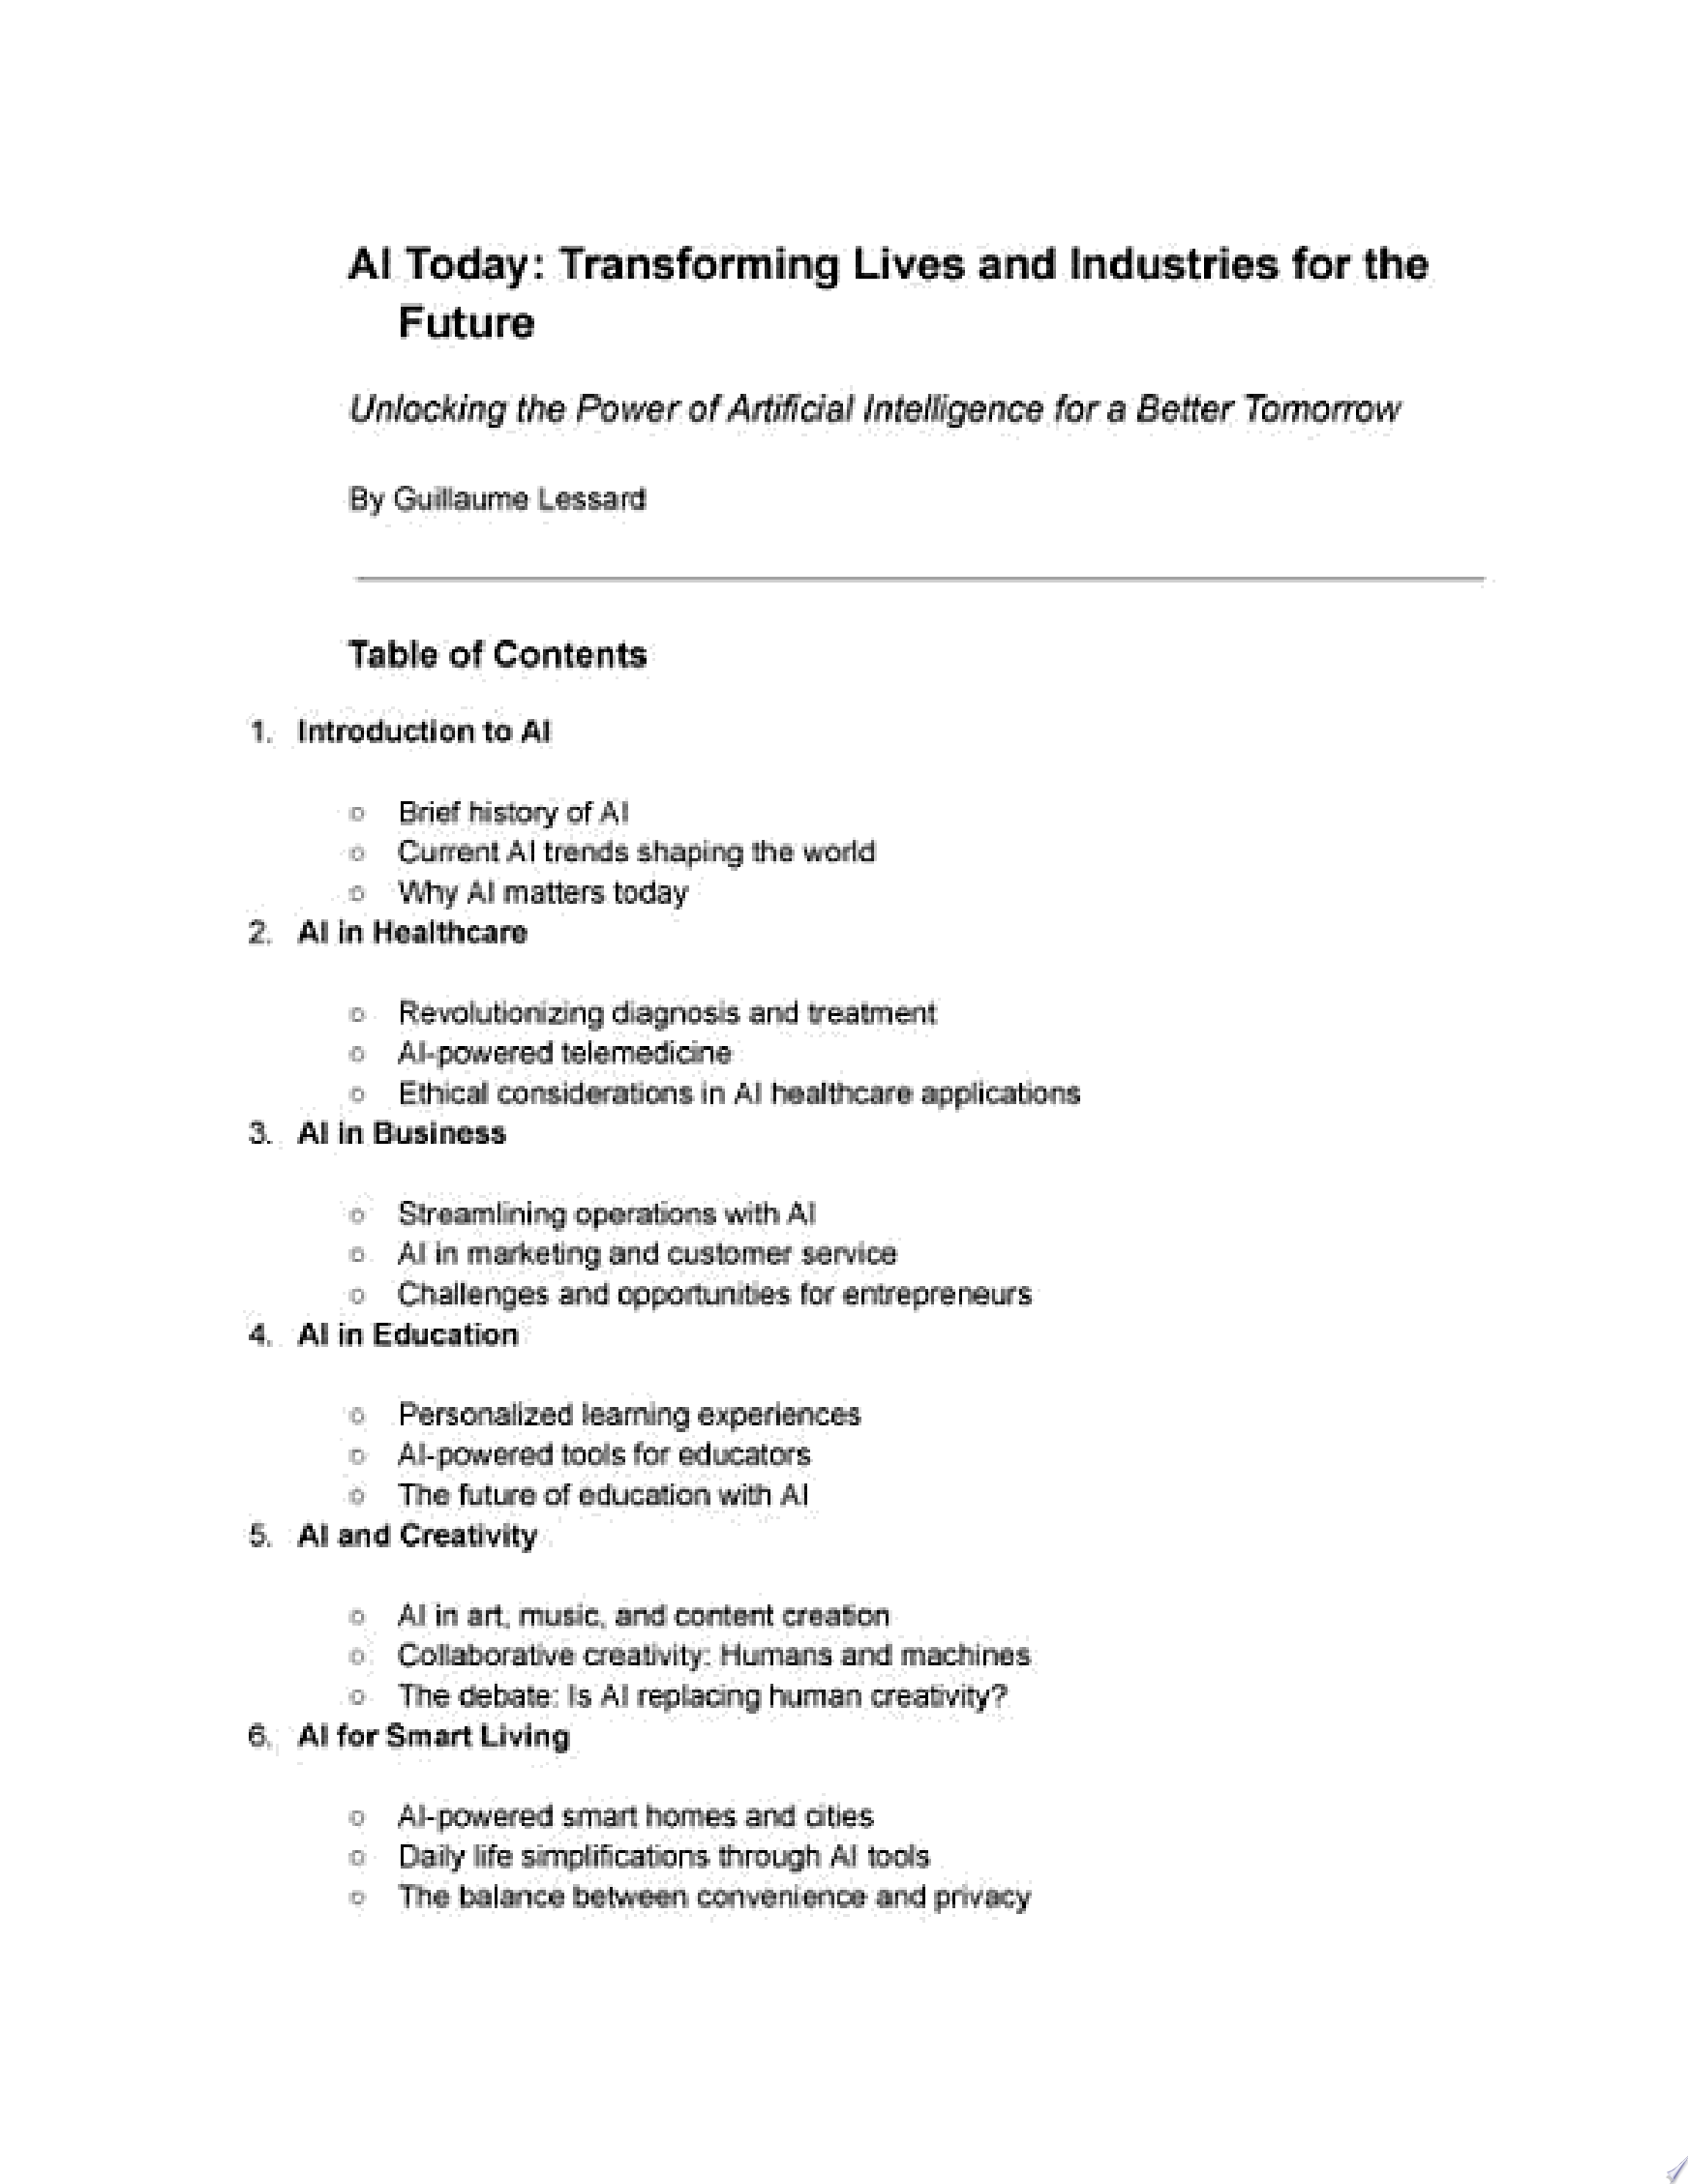 AI Today: Transforming Lives and Industries for the
Future
Unlocking the Power of Artificial Intelligence for a Better Tomorrow
By Guillaume Lessard
Table of Contents
1. Introduction to AI
o Brief history of AI
o Current AI trends shaping the world
o Why AI matters today
2. AI in Healthcare
o Revolutionizing diagnosis and treatment
o AI-powered telemedicine
o Ethical considerations in AI healthcare applications
3. AI in Business
o Streamlining operations with AI
o AI in marketing and customer service
o Challenges and opportunities for entrepreneurs
4. AI in Education
o Personalized learning experiences
o AI-powered tools for educators
o The future of education with AI
5. AI and Creativity
o AI in art, music, and content creation
o Collaborative creativity: Humans and machines
o The debate: Is AI replacing human creativity?
6. AI for Smart Living
o AI-powered smart homes and cities
o Daily life simplifications through AI tools
o The balance between convenience and privacy